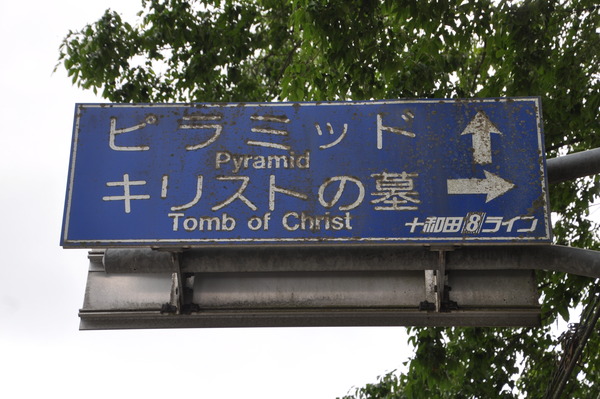 ピラミッド ↑
Pyramid
キリストの墓 →
Tomb of Christ
十和田8ライン